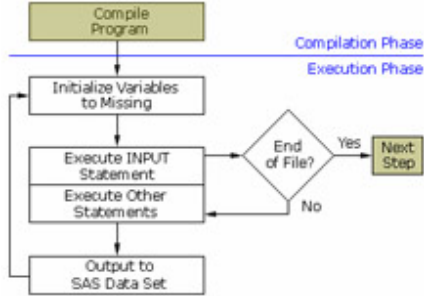 Compile
Program
Compilation Phase
Execution Phase
Initialize Variables
to Missing
Execute INPUT
Statement
End
of File?
Yes
Next
Step
Execute Other
Statements
No
Output to
SAS Data Set